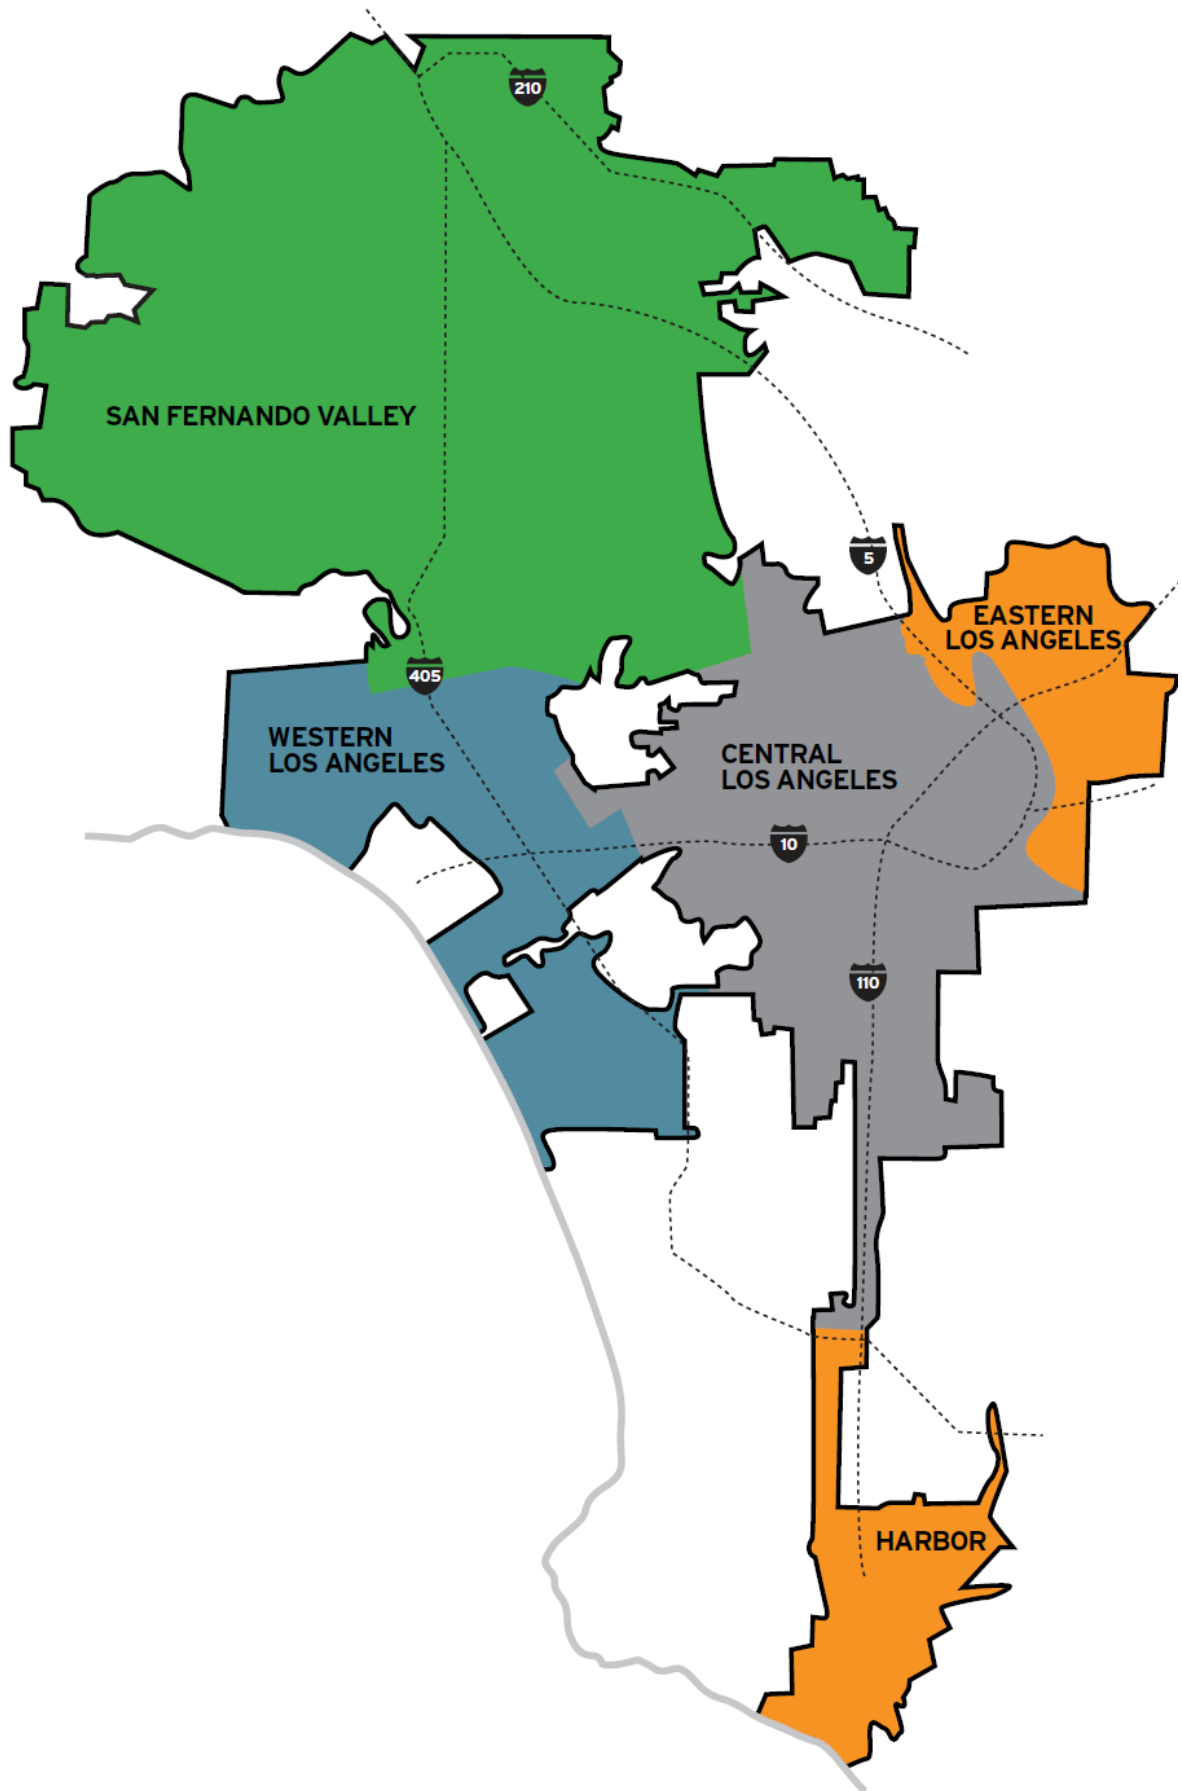 210
SAN FERNANDO VALLEY
5
EASTERN
LOS ANGELES
405
WESTERN
LOS ANGELES
CENTRAL
LOS ANGELES
10
110
HARBOR